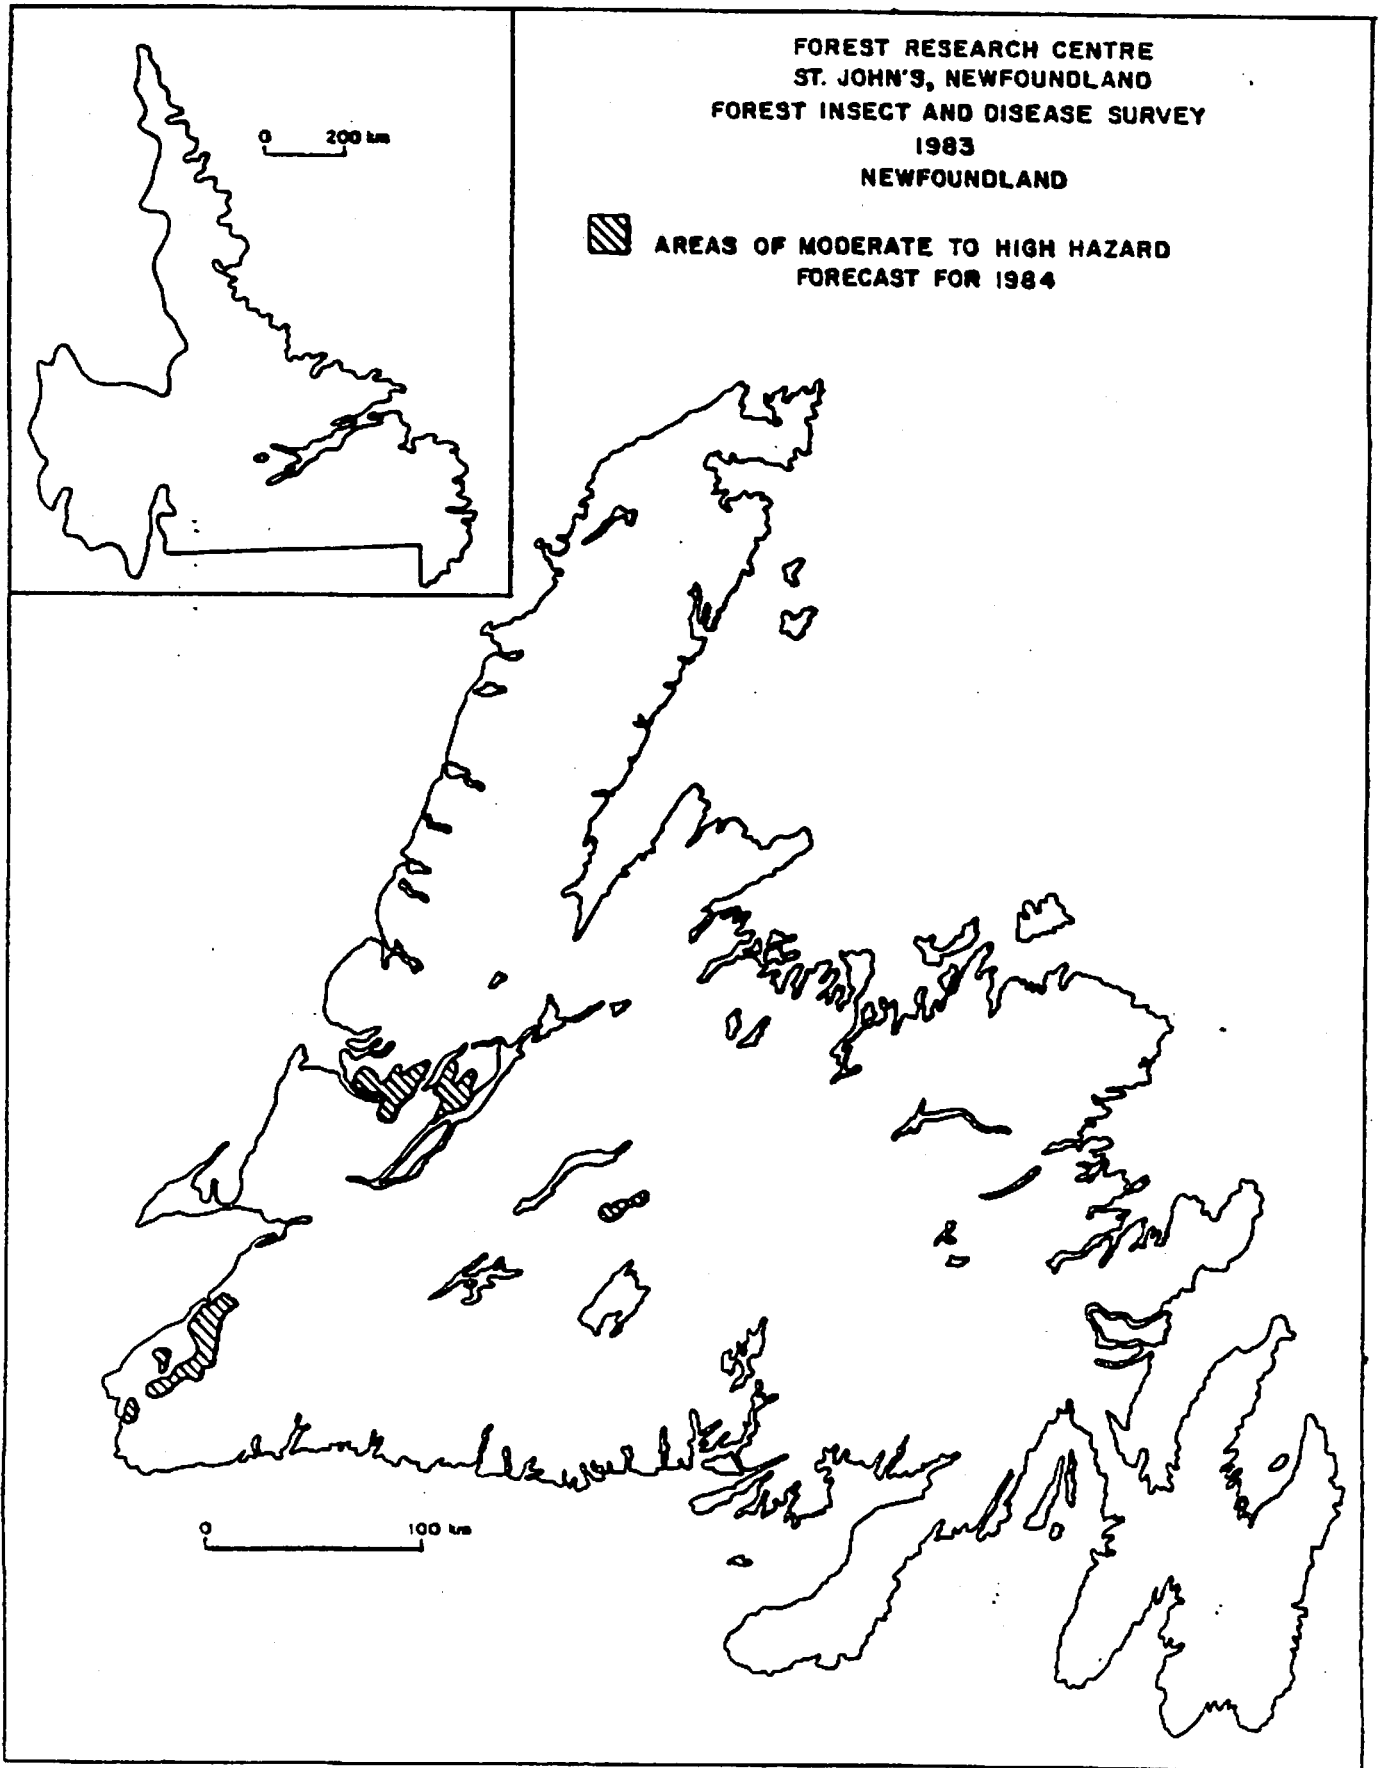 FOREST RESEARCH CENTRE
ST. JOHN'S, NEWFOUNDLAND
FOREST INSECT AND DISEASE SURVEY
1983
NEWFOUNDLAND
AREAS OF MODERATE TO HIGH HAZARD
FORECAST FOR 1984
0 200 km
0 100 km